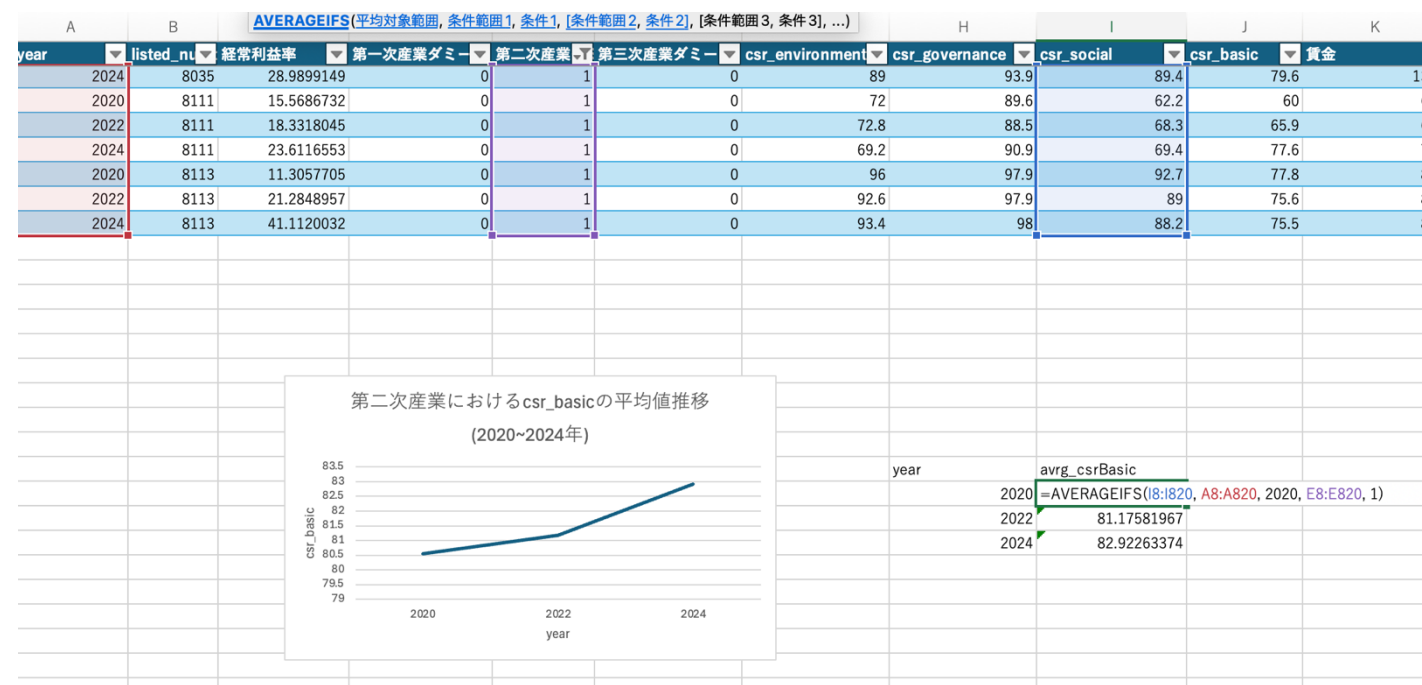 AVERAGEIFS(平均対象範囲, 条件範囲1, 条件1, [条件範囲2, 条件2], [条件範囲3, 条件3], ...)
A B H I J K
year listed_nu 経常利益率 第一次産業ダミー 第二次産業 第三次産業ダミー csr_environment csr_governance csr_social csr_basic 賃金
2024 8035 28.9899149 0 1 0 89 93.9 89.4 79.6
2020 8111 15.5686732 0 1 0 72 89.6 62.2 60
2022 8111 18.3318045 0 1 0 72.8 88.5 68.3 65.9
2024 8111 23.6116553 0 1 0 69.2 90.9 69.4 77.6
2020 8113 11.3057705 0 1 0 96 97.9 92.7 77.8
2022 8113 21.2848957 0 1 0 92.6 97.9 89 75.6
2024 8113 41.1120032 0 1 0 93.4 98 88.2 75.5
第二次産業におけるcsr_basicの平均値推移
(2020~2024年)
83.5
83
82.5
82
81.5
81
80.5
80
79.5
79
csr_basic
2020 2022 2024
year
year avrg_csrBasic
2020 =AVERAGEIFS(I8:I820, A8:A820, 2020, E8:E820, 1)
2022 81.17581967
2024 82.92263374